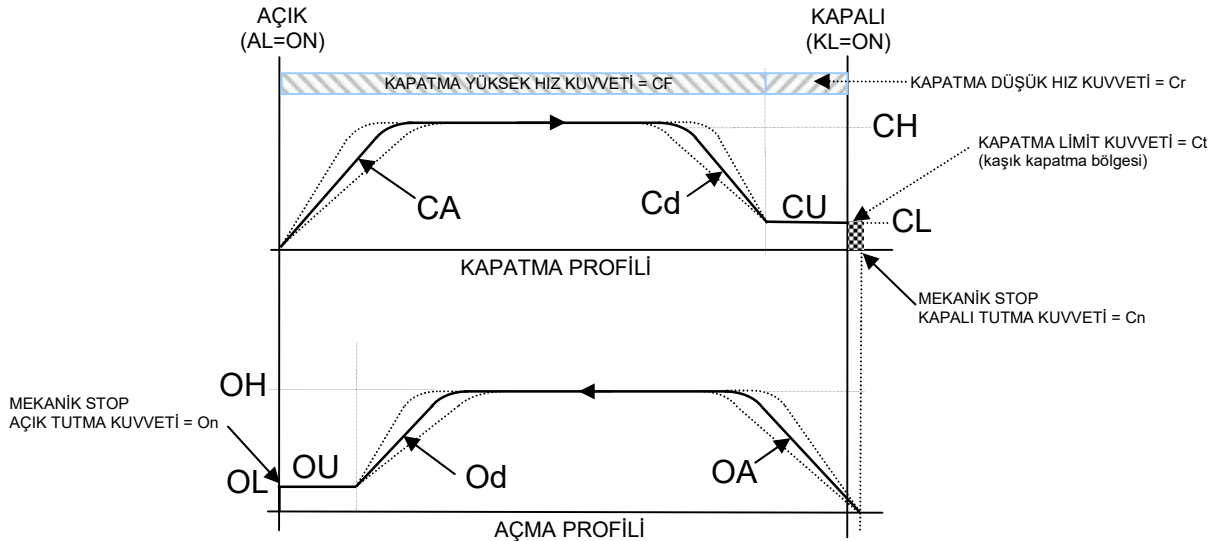 AÇIK
(AL=ON)
KAPALI
(KL=ON)
KAPATMA YÜKSEK HIZ KUVVETİ = CF
KAPATMA DÜŞÜK HIZ KUVVETİ = Cr
CH
KAPATMA LİMİT KUVVETİ = Ct
(kaşık kapatma bölgesi)
CA
Cd
CU
CL
KAPATMA PROFİLİ
MEKANİK STOP
KAPALI TUTMA KUVVETİ = Cn
OH
MEKANİK STOP
AÇIK TUTMA KUVVETİ = On
OU
Od
OA
OL
AÇMA PROFİLİ